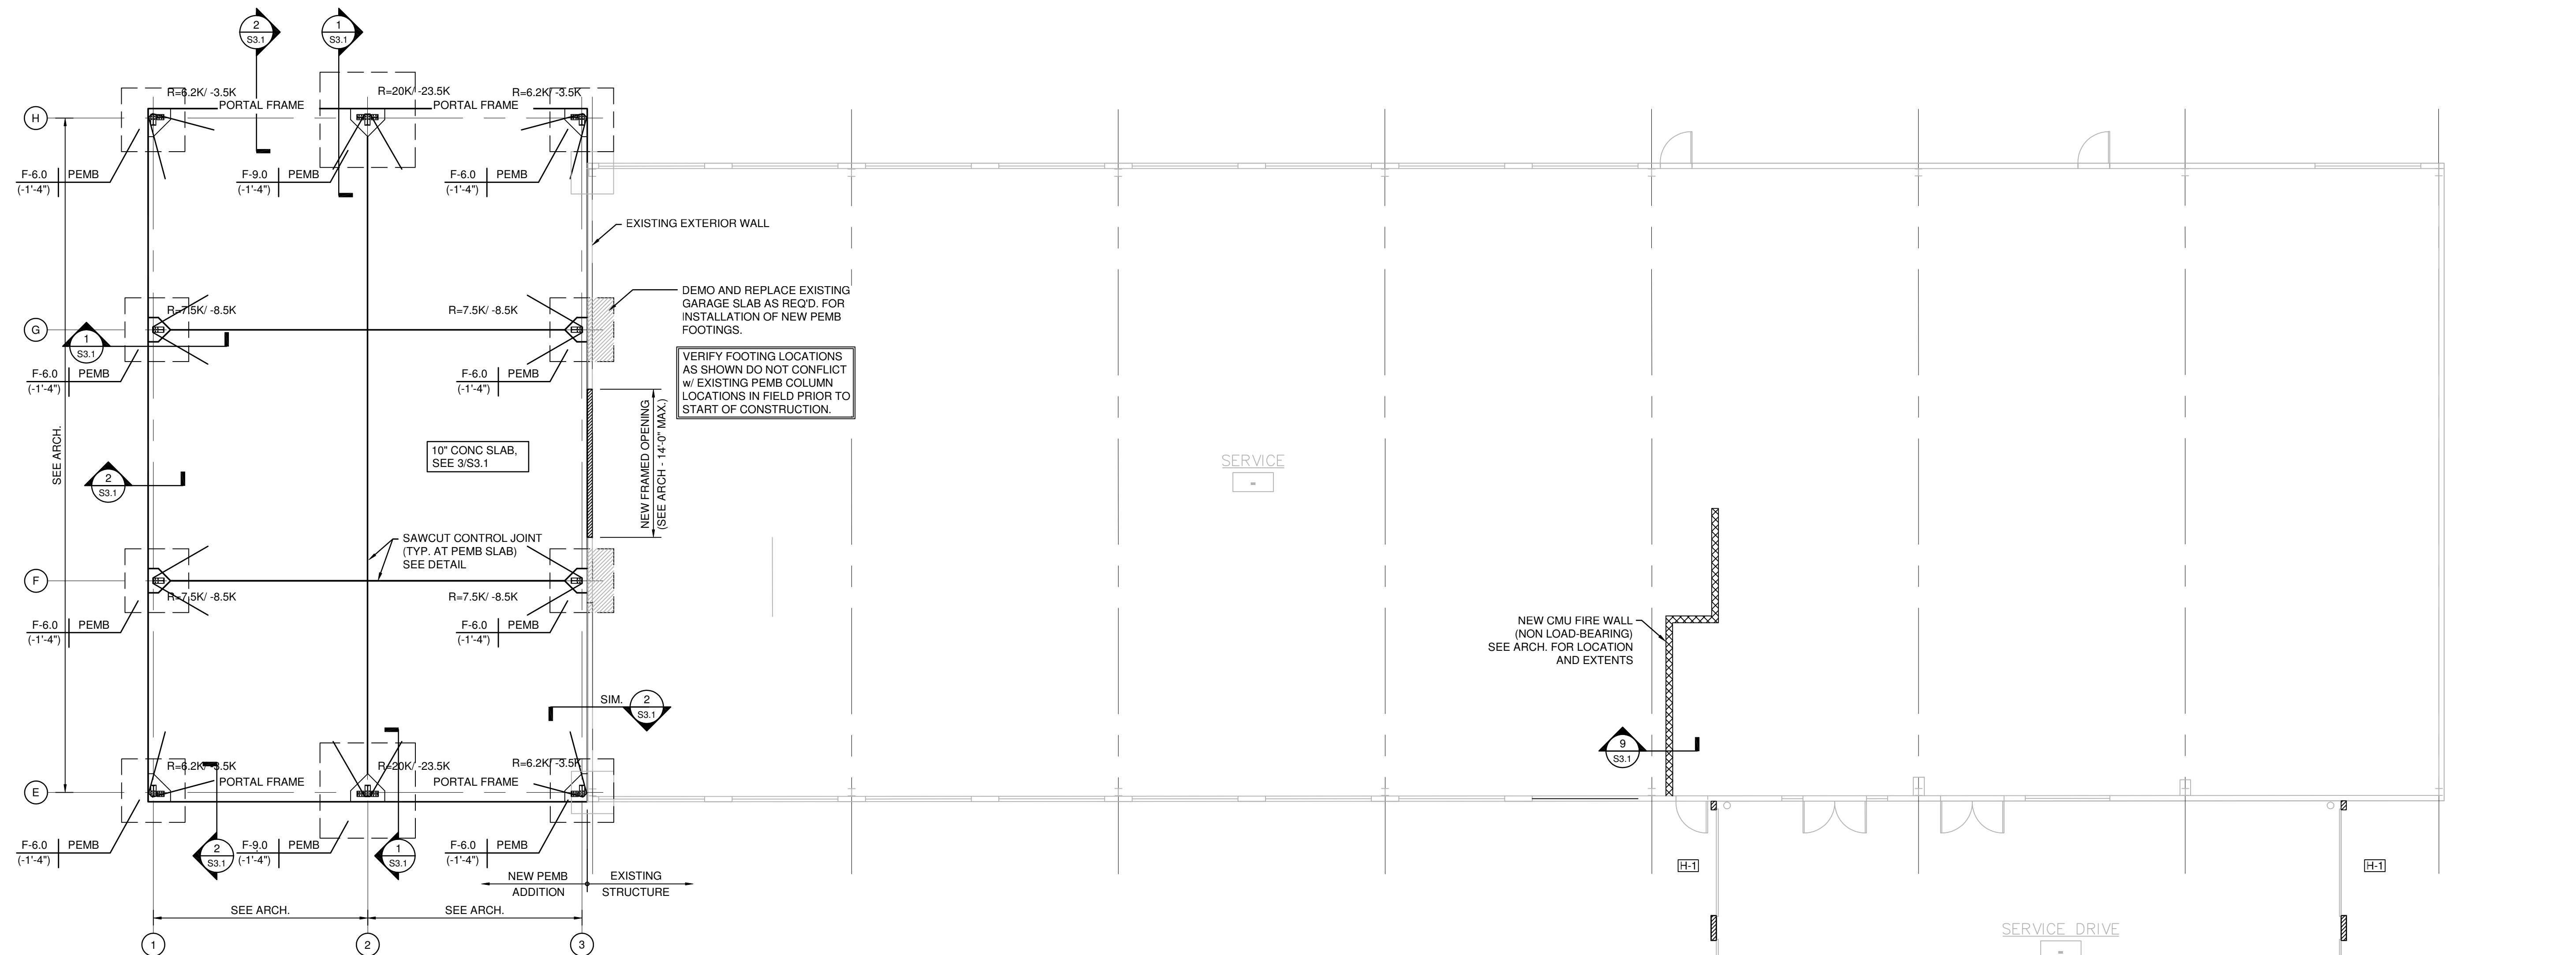 2
S3.1
1
S3.1
R=6.2K/ -3.5K
R=20K/ -23.5K
R=6.2K/ -3.5K
PORTAL FRAME
PORTAL FRAME
H
F-6.0 PEMB
(-1'-4")
F-9.0 PEMB
(-1'-4")
F-6.0 PEMB
(-1'-4")
EXISTING EXTERIOR WALL
DEMO AND REPLACE EXISTING
GARAGE SLAB AS REQ'D. FOR
INSTALLATION OF NEW PEMB
FOOTINGS.
R=7.5K/ -8.5K
R=7.5K/ -8.5K
G
1
S3.1
VERIFY FOOTING LOCATIONS
AS SHOWN DO NOT CONFLICT
w/ EXISTING PEMB COLUMN
LOCATIONS IN FIELD PRIOR TO
START OF CONSTRUCTION.
F-6.0 PEMB
(-1'-4")
F-6.0 PEMB
(-1'-4")
SEE ARCH.
10" CONC SLAB,
SEE 3/S3.1
NEW FRAMED OPENING
(SEE ARCH - 14'-0" MAX.)
SERVICE
2
S3.1
SAWCUT CONTROL JOINT
(TYP. AT PEMB SLAB)
SEE DETAIL
F
R=7.5K/ -8.5K
R=7.5K/ -8.5K
F-6.0 PEMB
(-1'-4")
F-6.0 PEMB
(-1'-4")
NEW CMU FIRE WALL
(NON LOAD-BEARING)
SEE ARCH. FOR LOCATION
AND EXTENTS
SIM.
2
S3.1
9
S3.1
R=6.2K/ -3.5K
R=20K/ -23.5K
R=6.2K/ -3.5K
PORTAL FRAME
PORTAL FRAME
E
F-6.0 PEMB
(-1'-4")
2
S3.1
F-9.0 PEMB
(-1'-4")
1
S3.1
F-6.0 PEMB
(-1'-4")
H-1
H-1
NEW PEMB
ADDITION
EXISTING
STRUCTURE
SEE ARCH.
SEE ARCH.
SERVICE DRIVE
1
2
3